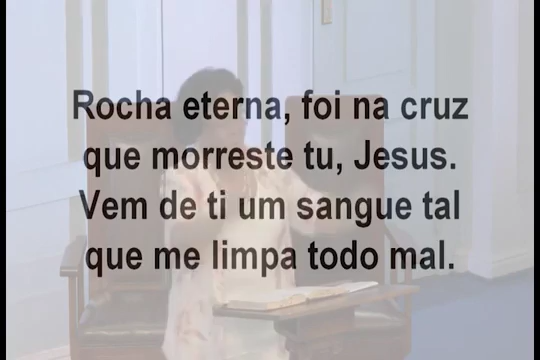 Rocha eterna, foi na cruz
que morreste tu, Jesus.
Vem de ti um sangue tal
que me limpa todo mal.